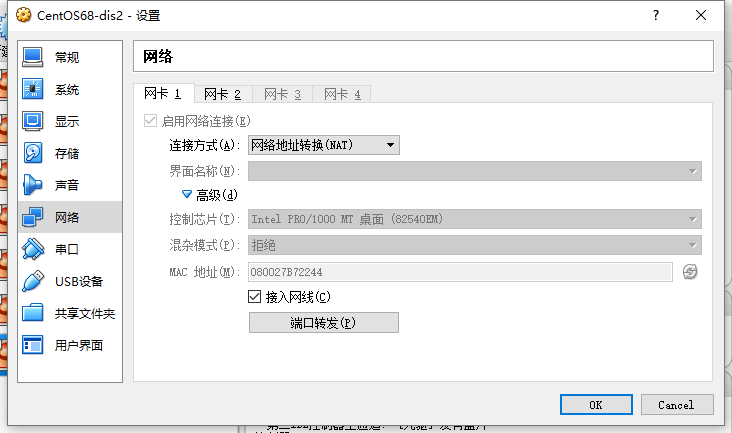 CentOS68-dis2 - 设置
常规
系统
显示
存储
声音
网络
串口
USB设备
共享文件夹
用户界面
网络
网卡 1 网卡 2 网卡 3 网卡 4
启用网络连接(E)
连接方式(A): 网络地址转换(NAT)
界面名称(N):
高级(d)
控制芯片(T): Intel PRO/1000 MT 桌面 (82540EM)
混杂模式(P): 拒绝
MAC 地址(M): 080027B72244
接入网线(C)
端口转发(P)
OK Cancel